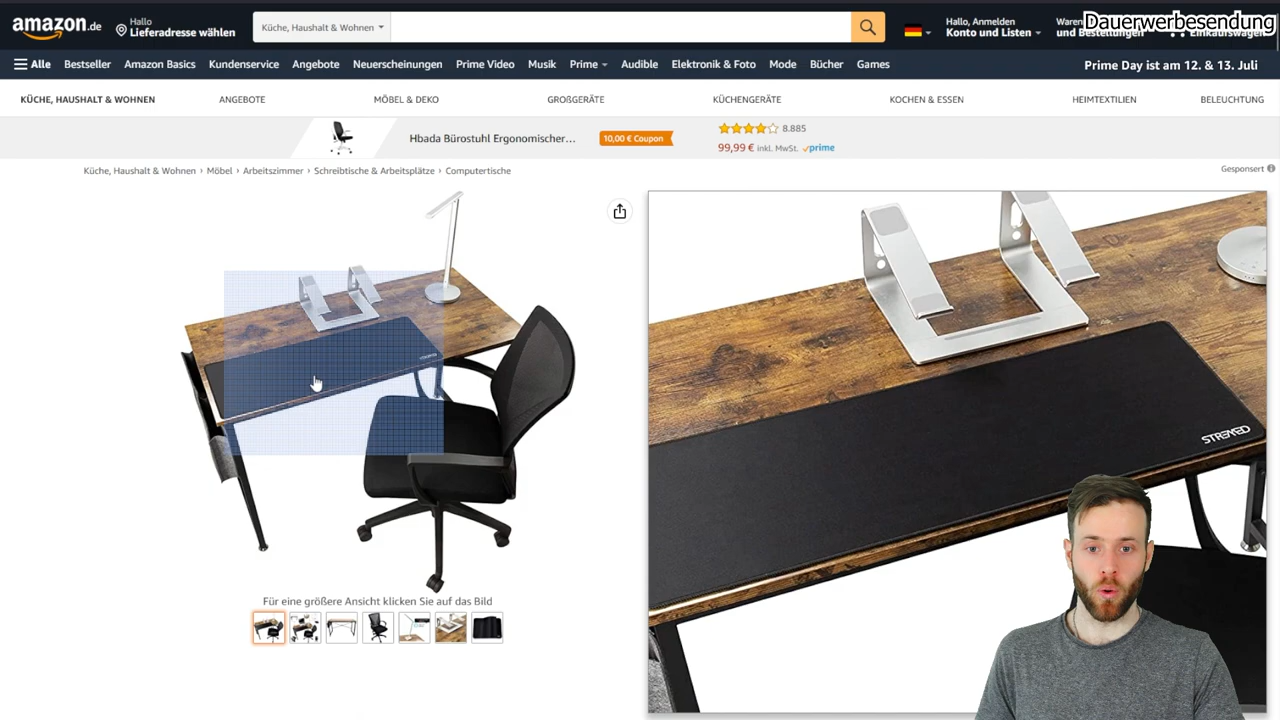 amazon.de
Hallo
Lieferadresse wählen
Küche, Haushalt & Wohnen
Hallo, Anmelden
Konto und Listen
Waren
und Bestellungen
Einkaufswagen
Dauerwerbesendung
Alle Bestseller Amazon Basics Kundenservice Angebote Neuerscheinungen Prime Video Musik Prime Audible Elektronik & Foto Mode Bücher Games
Prime Day ist am 12. & 13. Juli
KÜCHE, HAUSHALT & WOHNEN ANGEBOTE MÖBEL & DEKO GROßGERÄTE KÜCHENGERÄTE KOCHEN & ESSEN HEIMTEXTILIEN BELEUCHTUNG
Hbada Bürostuhl Ergonomischer...
10,00 € Coupon
8.885
99,99 € inkl. MwSt. prime
Gesponsert
Küche, Haushalt & Wohnen › Möbel › Arbeitszimmer › Schreibtische & Arbeitsplätze › Computertische
Für eine größere Ansicht klicken Sie auf das Bild